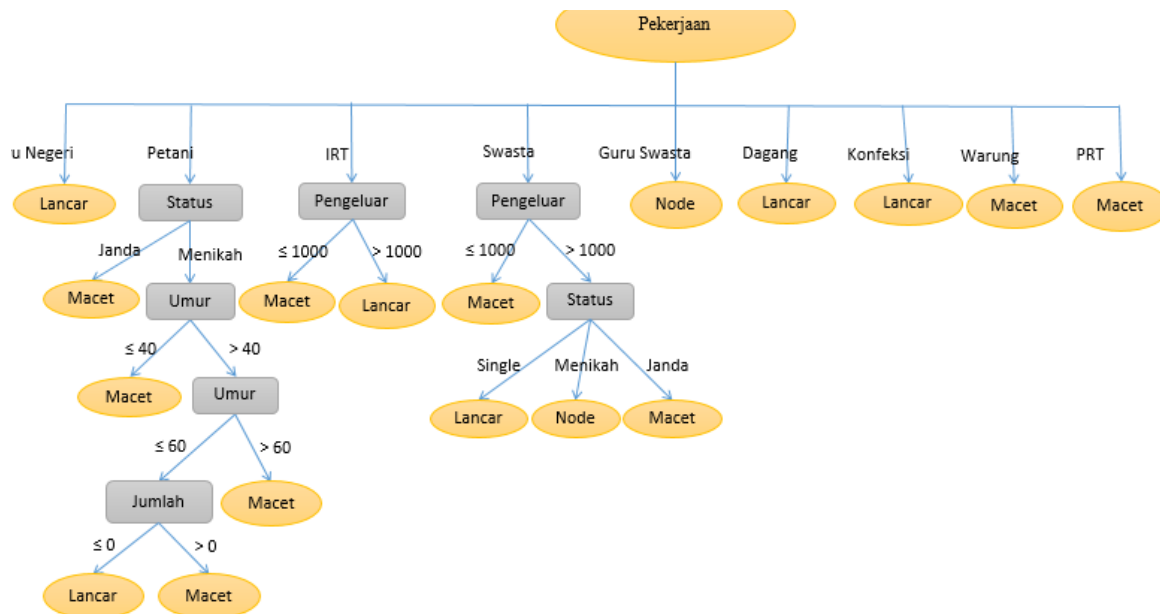 Pekerjaan
u Negeri
Petani
IRT
Swasta
Guru Swasta
Dagang
Konfeksi
Warung
PRT
Lancar
Status
Pengeluar
Pengeluar
Node
Lancar
Lancar
Macet
Macet
Janda
Menikah
≤ 1000
> 1000
≤ 1000
> 1000
Macet
Umur
Macet
Lancar
Macet
Status
≤ 40
> 40
Single
Menikah
Janda
Macet
Umur
Lancar
Node
Macet
≤ 60
> 60
Jumlah
Macet
≤ 0
> 0
Lancar
Macet